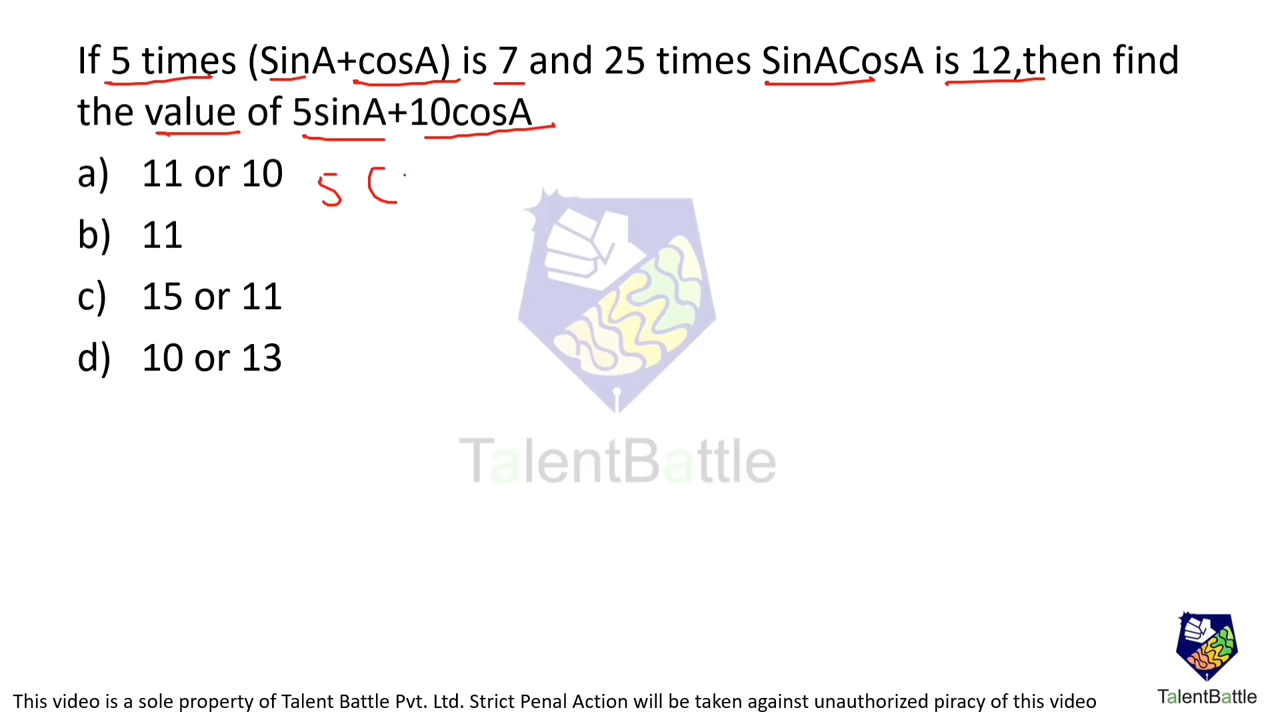 If 5 times (SinA+cosA) is 7 and 25 times SinACosA is 12,then find
the value of 5sinA+10cosA
a) 11 or 10
5 (
b) 11
c) 15 or 11
d) 10 or 13
TalentBattle
TalentBattle
This video is a sole property of Talent Battle Pvt. Ltd. Strict Penal Action will be taken against unauthorized piracy of this video